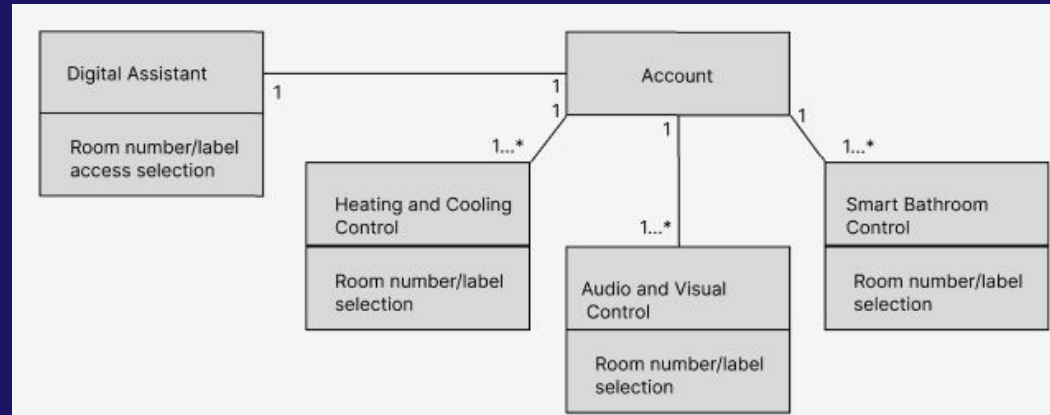 Digital Assistant
Room number/label
access selection
1
1
Account
1
1...*
Heating and Cooling
Control
Room number/label
selection
1
1...*
Audio and Visual
Control
Room number/label
selection
1
1...*
Smart Bathroom
Control
Room number/label
selection